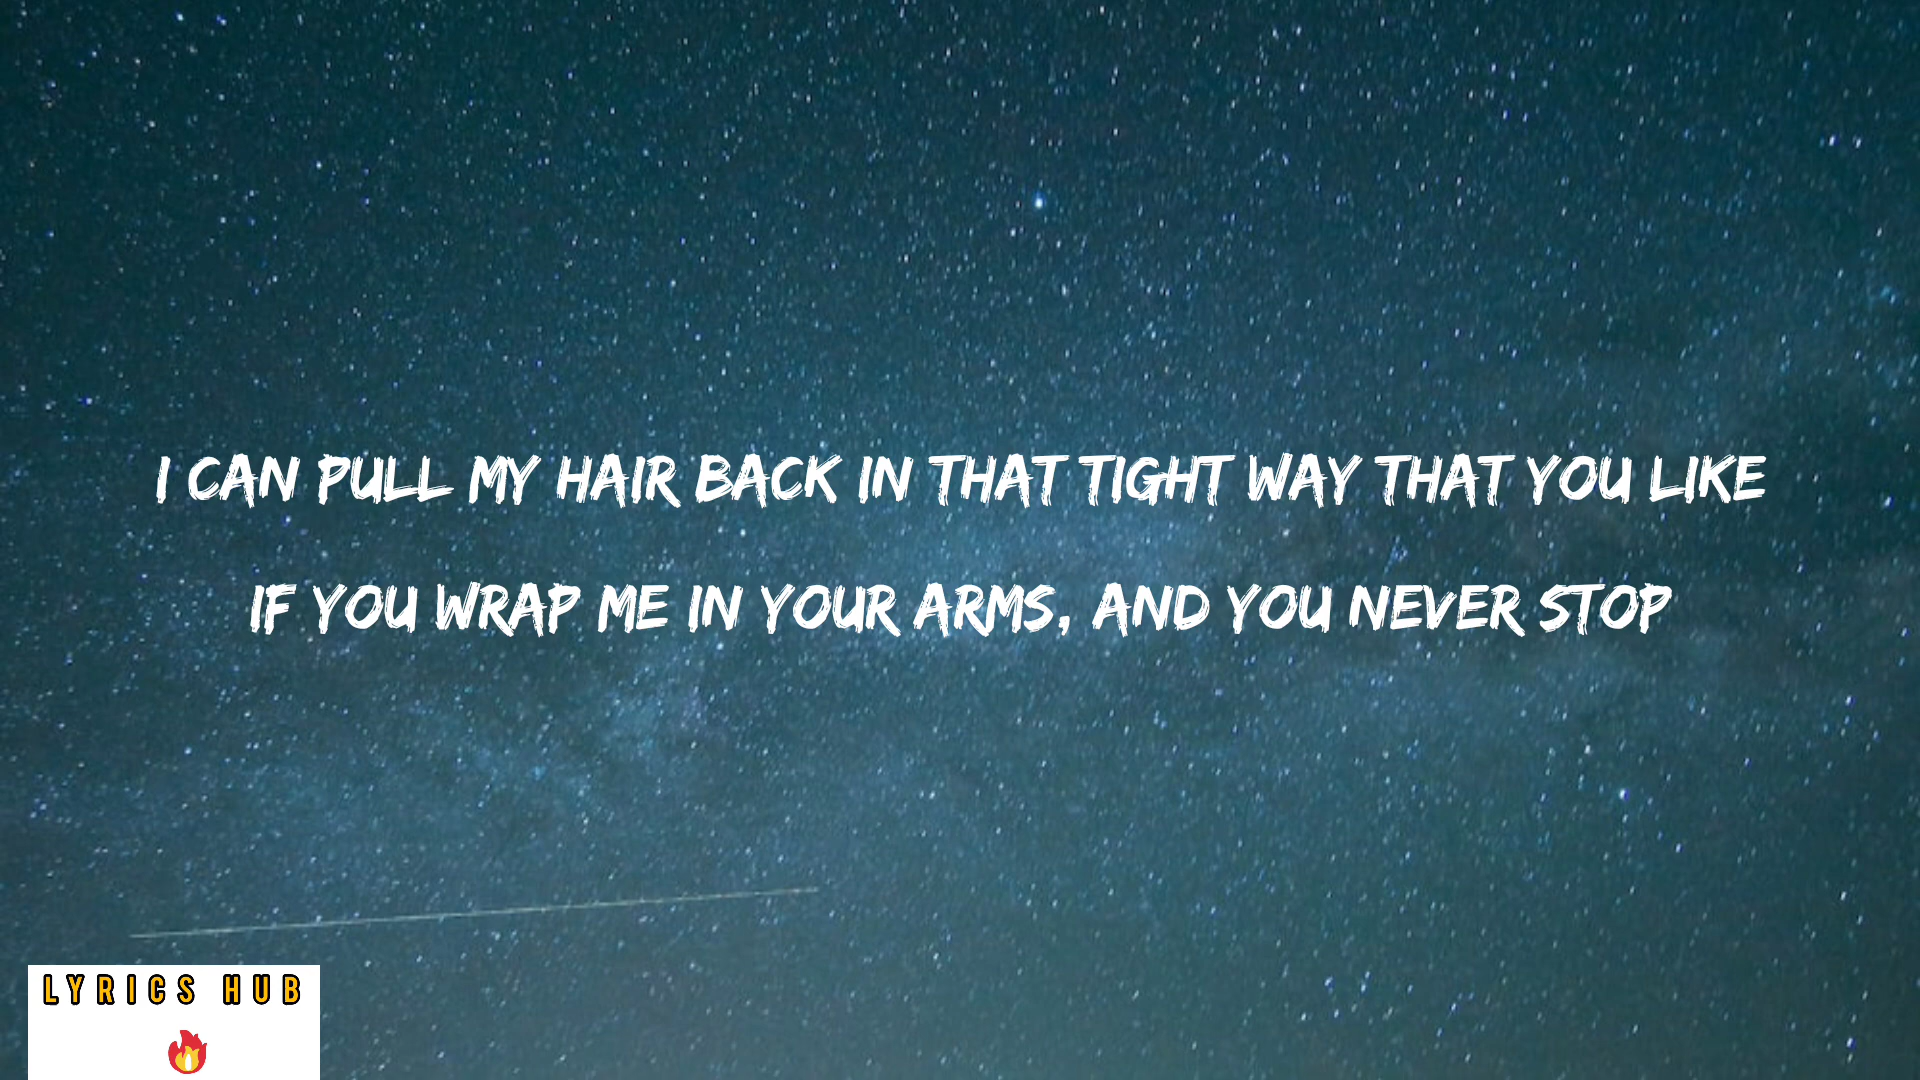 I CAN PULL MY HAIR BACK IN THAT TIGHT WAY THAT YOU LIKE
IF YOU WRAP ME IN YOUR ARMS, AND YOU NEVER STOP
LYRICS HUB